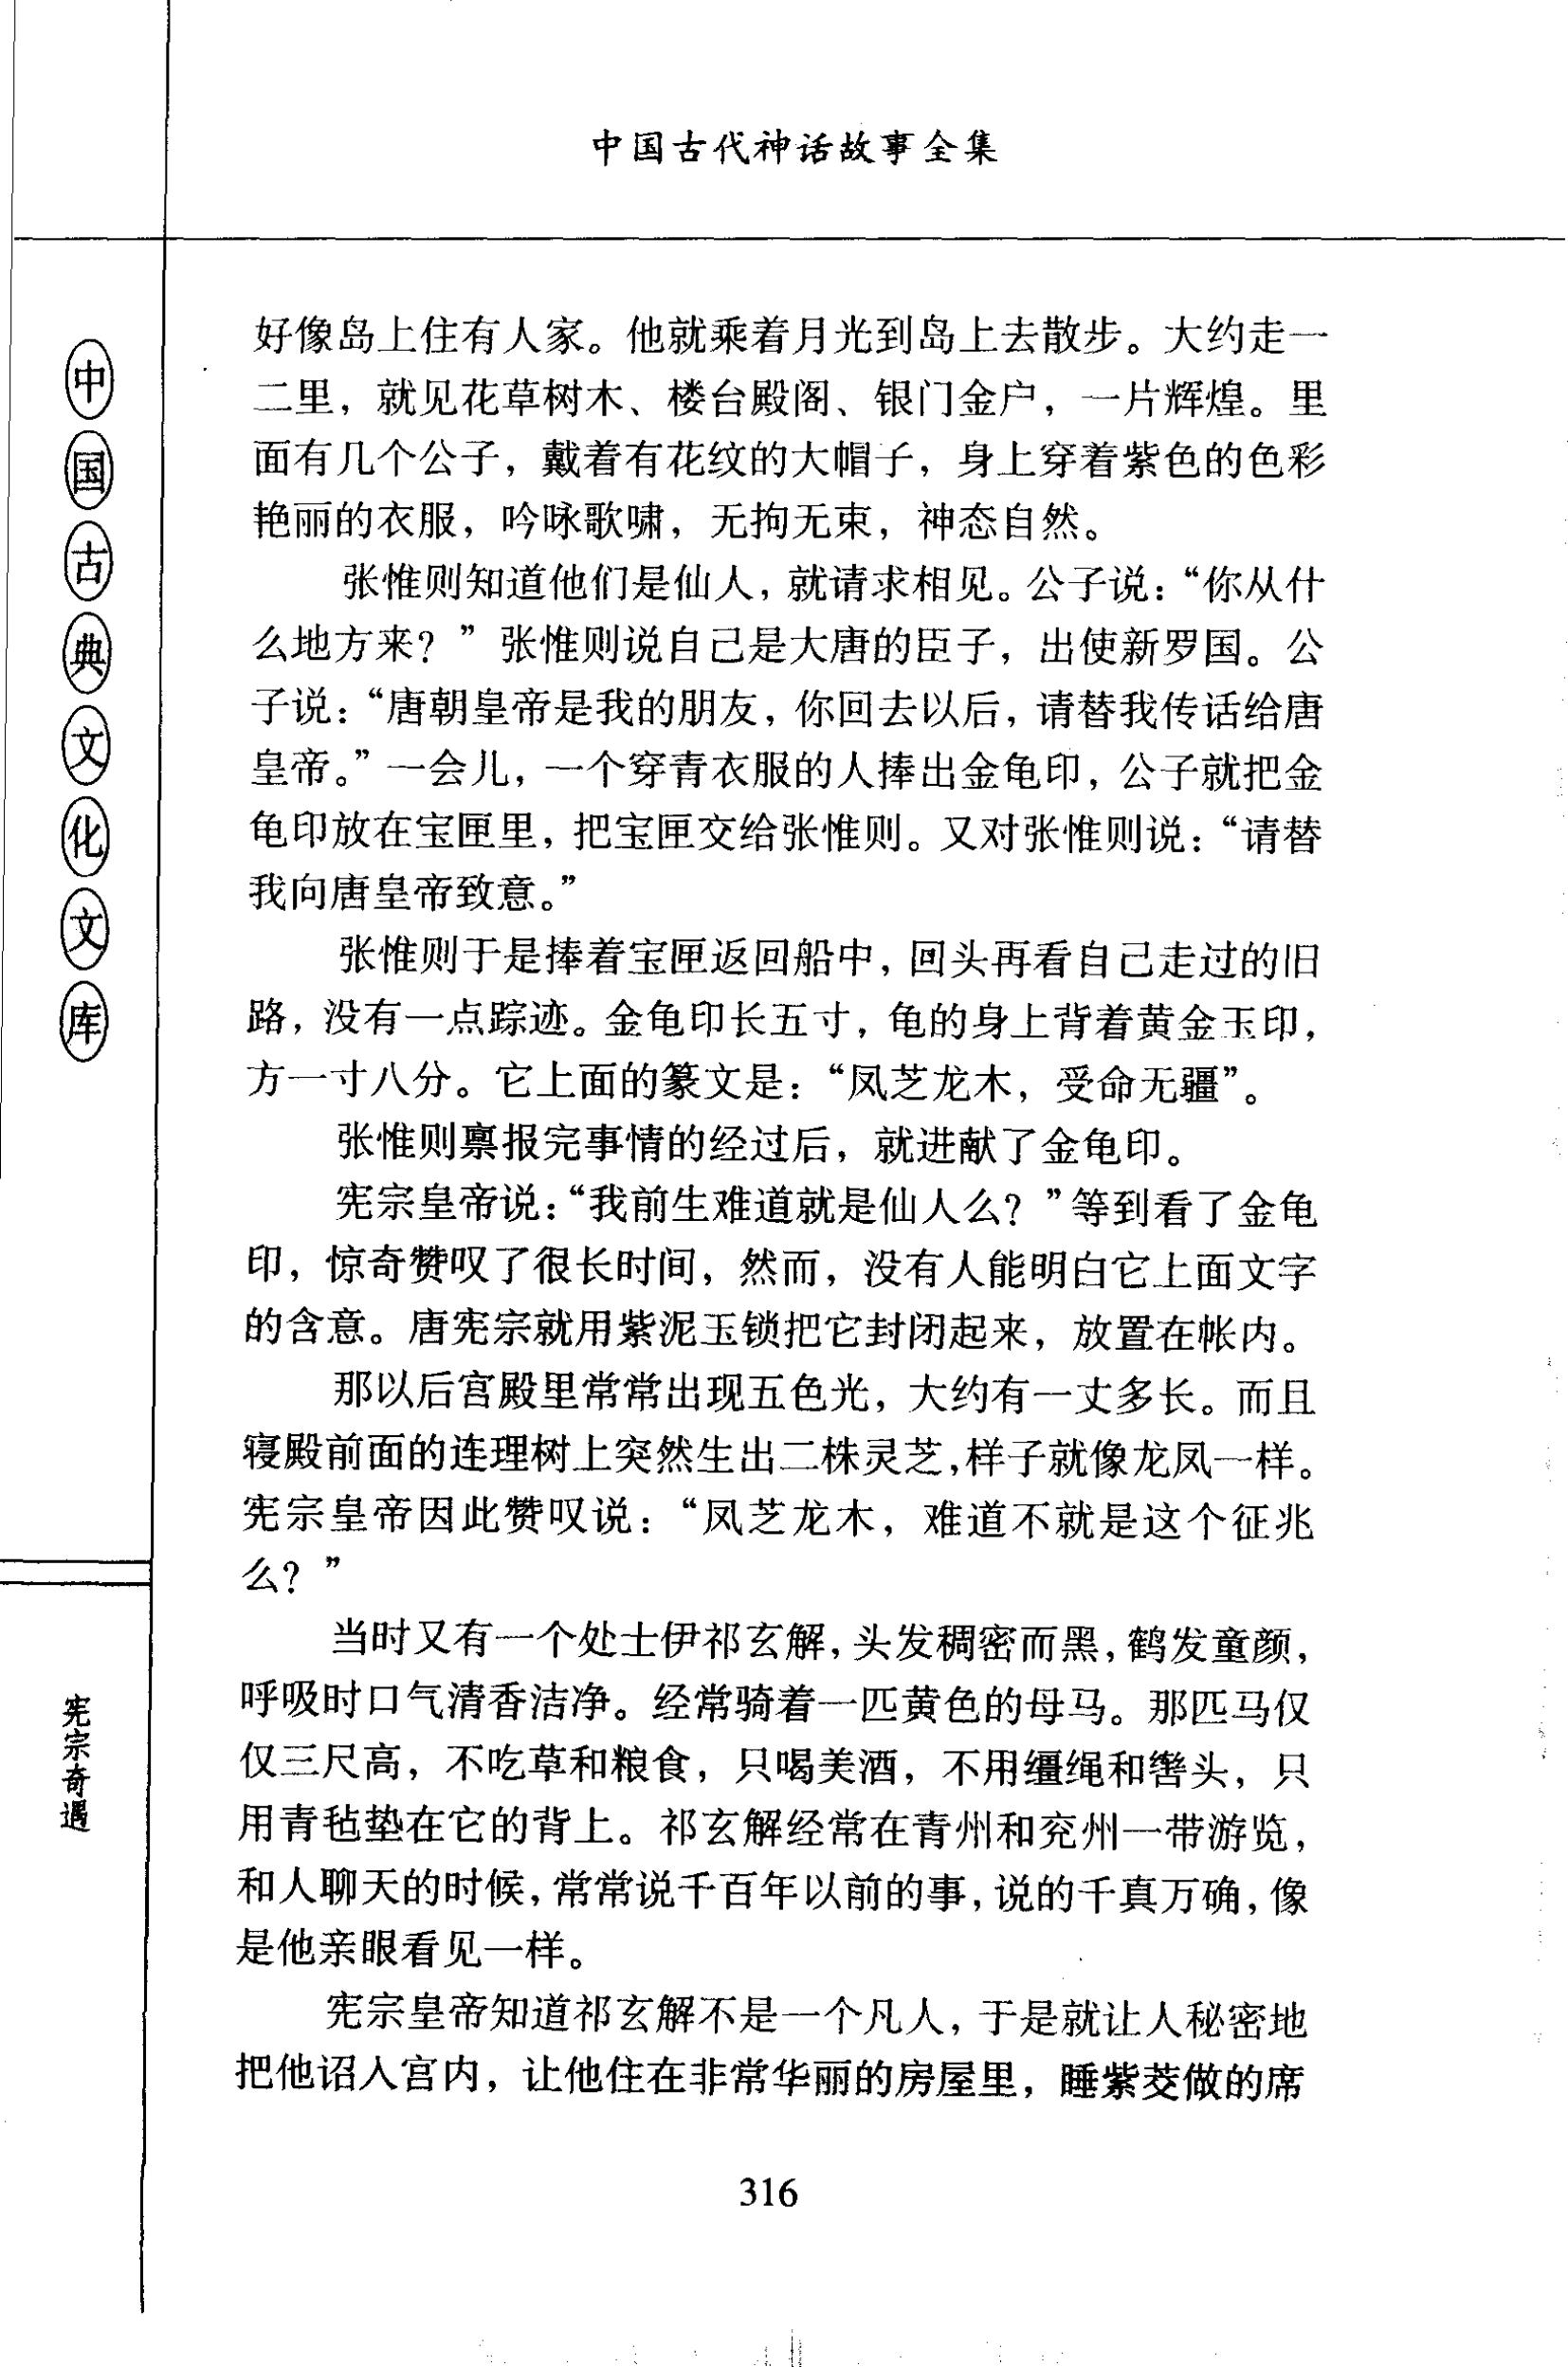 中国古代神话故事全集
中国古典文化文库
好像岛上住有人家。他就乘着月光到岛上去散步。大约走一
二里，就见花草树木、楼台殿阁、银门金户，一片辉煌。里
面有几个公子，戴着有花纹的大帽子，身上穿着紫色的色彩
艳丽的衣服，吟咏歌啸，无拘无束，神态自然。
张惟则知道他们是仙人，就请求相见。公子说：“你从什
么地方来？”张惟则说自己是大唐的臣子，出使新罗国。公
子说：“唐朝皇帝是我的朋友，你回去以后，请替我传话给唐
皇帝。”一会儿，一个穿青衣服的人捧出金龟印，公子就把金
龟印放在宝匣里，把宝匣交给张惟则。又对张惟则说：“请替
我向唐皇帝致意。”
张惟则于是捧着宝匣返回船中，回头再看自己走过的旧
路，没有一点踪迹。金龟印长五寸，龟的身上背着黄金玉印，
方一寸八分。它上面的篆文是：“凤芝龙木，受命无疆”。
张惟则禀报完事情的经过后，就进献了金龟印。
宪宗皇帝说：“我前生难道就是仙人么？”等到看了金龟
印，惊奇赞叹了很长时间，然而，没有人能明白它上面文字
的含意。唐宪宗就用紫泥玉锁把它封闭起来，放置在帐内。
那以后宫殿里常常出现五色光，大约有一丈多长。而且
寝殿前面的连理树上突然生出二株灵芝，样子就像龙凤一样。
宪宗皇帝因此赞叹说：“凤芝龙木，难道不就是这个征兆
么？”
当时又有一个处士伊祁玄解，头发稠密而黑，鹤发童颜，
呼吸时口气清香洁净。经常骑着一匹黄色的母马。那匹马仅
仅三尺高，不吃草和粮食，只喝美酒，不用缰绳和辔头，只
用青毡垫在它的背上。祁玄解经常在青州和兖州一带游览，
和人聊天的时候，常常说千百年以前的事，说的千真万确，像
是他亲眼看见一样。
宪宗皇帝知道祁玄解不是一个凡人，于是就让人秘密地
把他诏入宫内，让他住在非常华丽的房屋里，睡紫茭做的席
宪宗奇遇
316